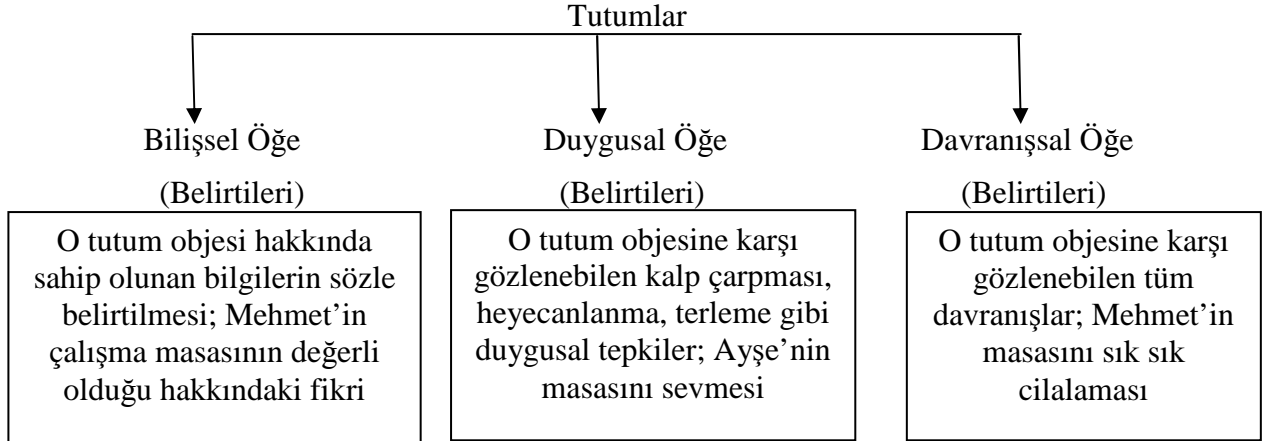 Tutumlar
Bilişsel Öğe
(Belirtileri)
O tutum objesi hakkında
sahip olunan bilgilerin sözle
belirtilmesi; Mehmet’in
çalışma masasının değerli
olduğu hakkındaki fikri
Duygusal Öğe
(Belirtileri)
O tutum objesine karşı
gözlenebilen kalp çarpması,
heyecanlanma, terleme gibi
duygusal tepkiler; Ayşe’nin
masasını sevmesi
Davranışsal Öğe
(Belirtileri)
O tutum objesine karşı
gözlenebilen tüm
davranışlar; Mehmet’in
masasını sık sık
cilalaması